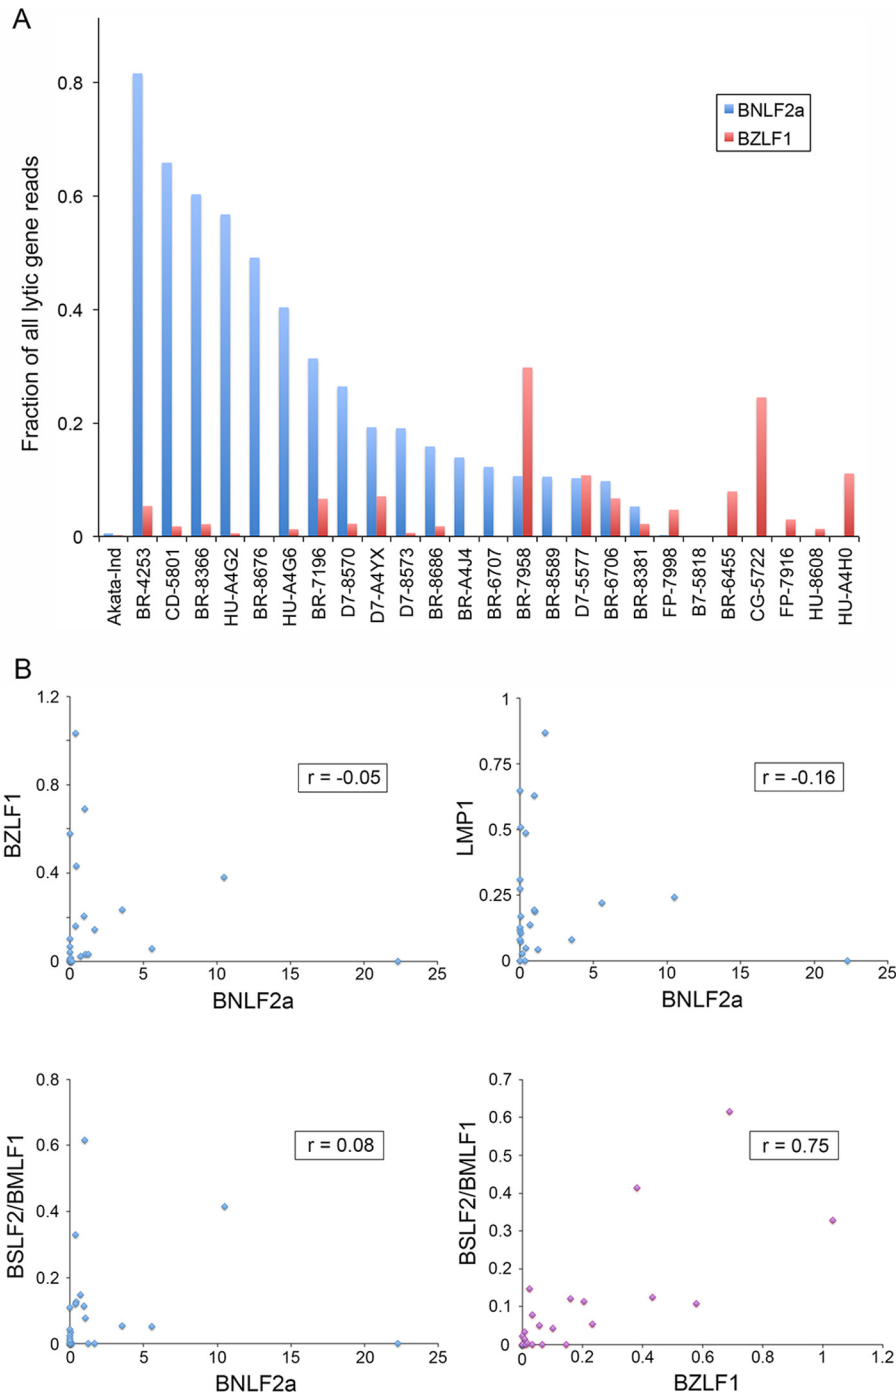 A
Fraction of all lytic gene reads
0.8
0.6
0.4
0.2
0
BNLF2a
BZLF1
Akata-Ind
BR-4253
CD-5801
BR-8366
HU-A4G2
BR-8676
HU-A4G6
BR-7196
D7-8570
D7-A4YX
D7-8573
BR-8686
BR-A4J4
BR-6707
BR-7958
BR-8589
D7-5577
BR-6706
BR-8381
FP-7998
B7-5818
BR-6455
CG-5722
FP-7916
HU-8608
HU-A4H0
B
BZLF1
1.2
0.8
0.4
0
r = -0.05
0 5 10 15 20 25
BNLF2a
LMP1
1
0.75
0.5
0.25
0
r = -0.16
0 5 10 15 20 25
BNLF2a
BSLF2/BMLF1
0.8
0.6
0.4
0.2
0
r = 0.08
0 5 10 15 20 25
BNLF2a
BSLF2/BMLF1
0.7
0.6
0.5
0.4
0.3
0.2
0.1
0
r = 0.75
0 0.2 0.4 0.6 0.8 1 1.2
BZLF1